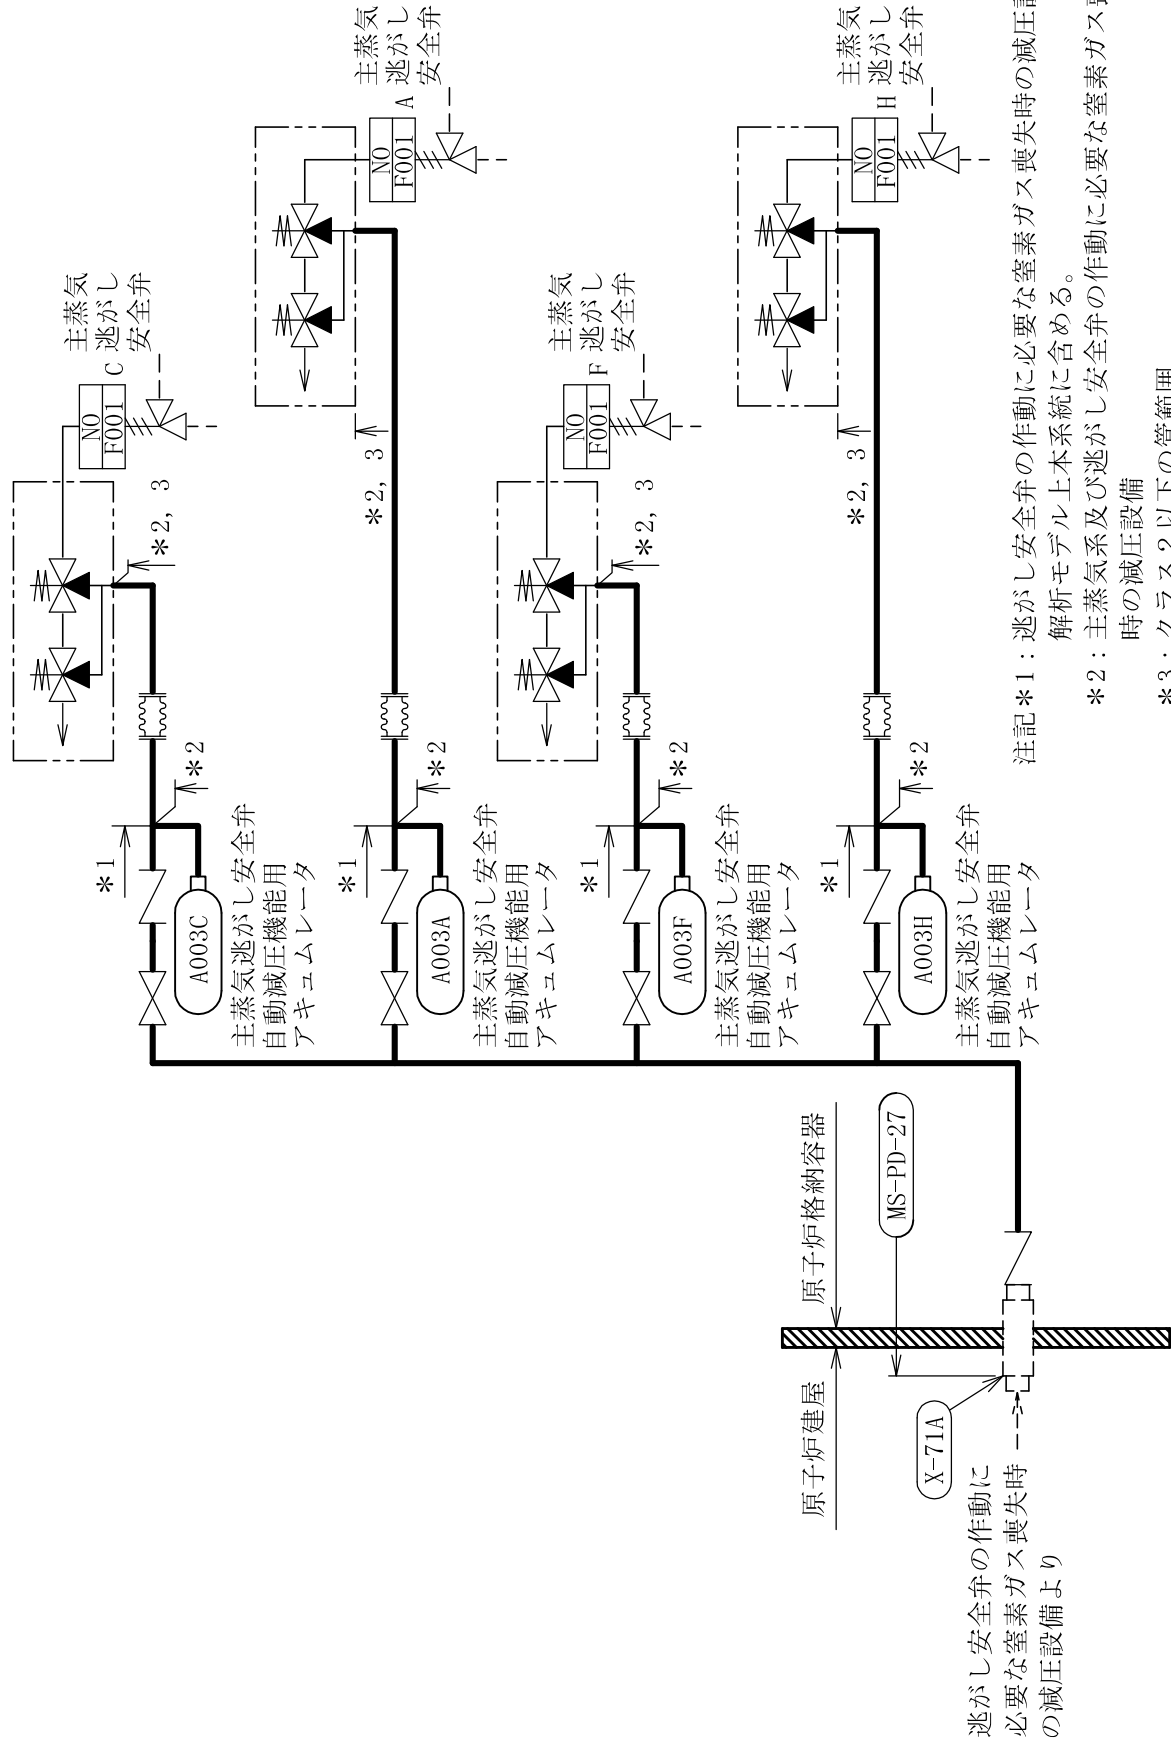 主蒸気
逃がし
安全弁
NO
F001
C
*2, 3
*1
*2
A003C
主蒸気逃がし安全弁
自動減圧機能用
アキュムレータ
主蒸気
逃がし
安全弁
NO
F001
A
*2, 3
*1
*2
A003A
主蒸気逃がし安全弁
自動減圧機能用
アキュムレータ
主蒸気
逃がし
安全弁
NO
F001
F
*2, 3
*1
*2
A003F
主蒸気逃がし安全弁
自動減圧機能用
アキュムレータ
主蒸気
逃がし
安全弁
NO
F001
H
*2, 3
*1
*2
A003H
主蒸気逃がし安全弁
自動減圧機能用
アキュムレータ
原子炉建屋
原子炉格納容器
MS-PD-27
X-71A
逃がし安全弁の作動に
必要な窒素ガス喪失時
の減圧設備より
注記*1：逃がし安全弁の作動に必要な窒素ガス喪失時の減圧
解析モデル上本系統に含める。
*2：主蒸気系及び逃がし安全弁の作動に必要な窒素ガス
時の減圧設備
*3：クラス2以下の管範囲